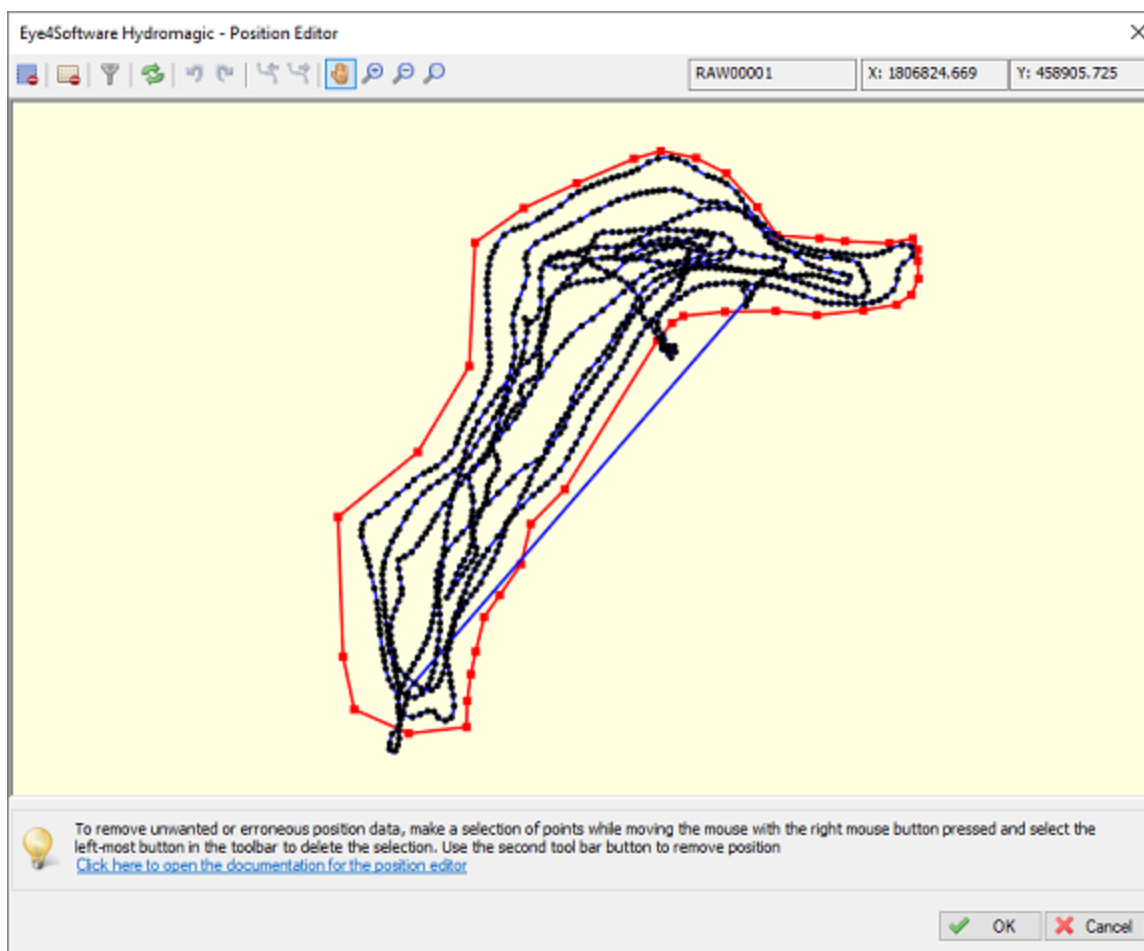 Eye4Software Hydromagic - Position Editor
RAW00001 X: 1806824.669 Y: 458905.725
To remove unwanted or erroneous position data, make a selection of points while moving the mouse with the right mouse button pressed and select the
left-most button in the toolbar to delete the selection. Use the second tool bar button to remove position
Click here to open the documentation for the position editor
OK Cancel